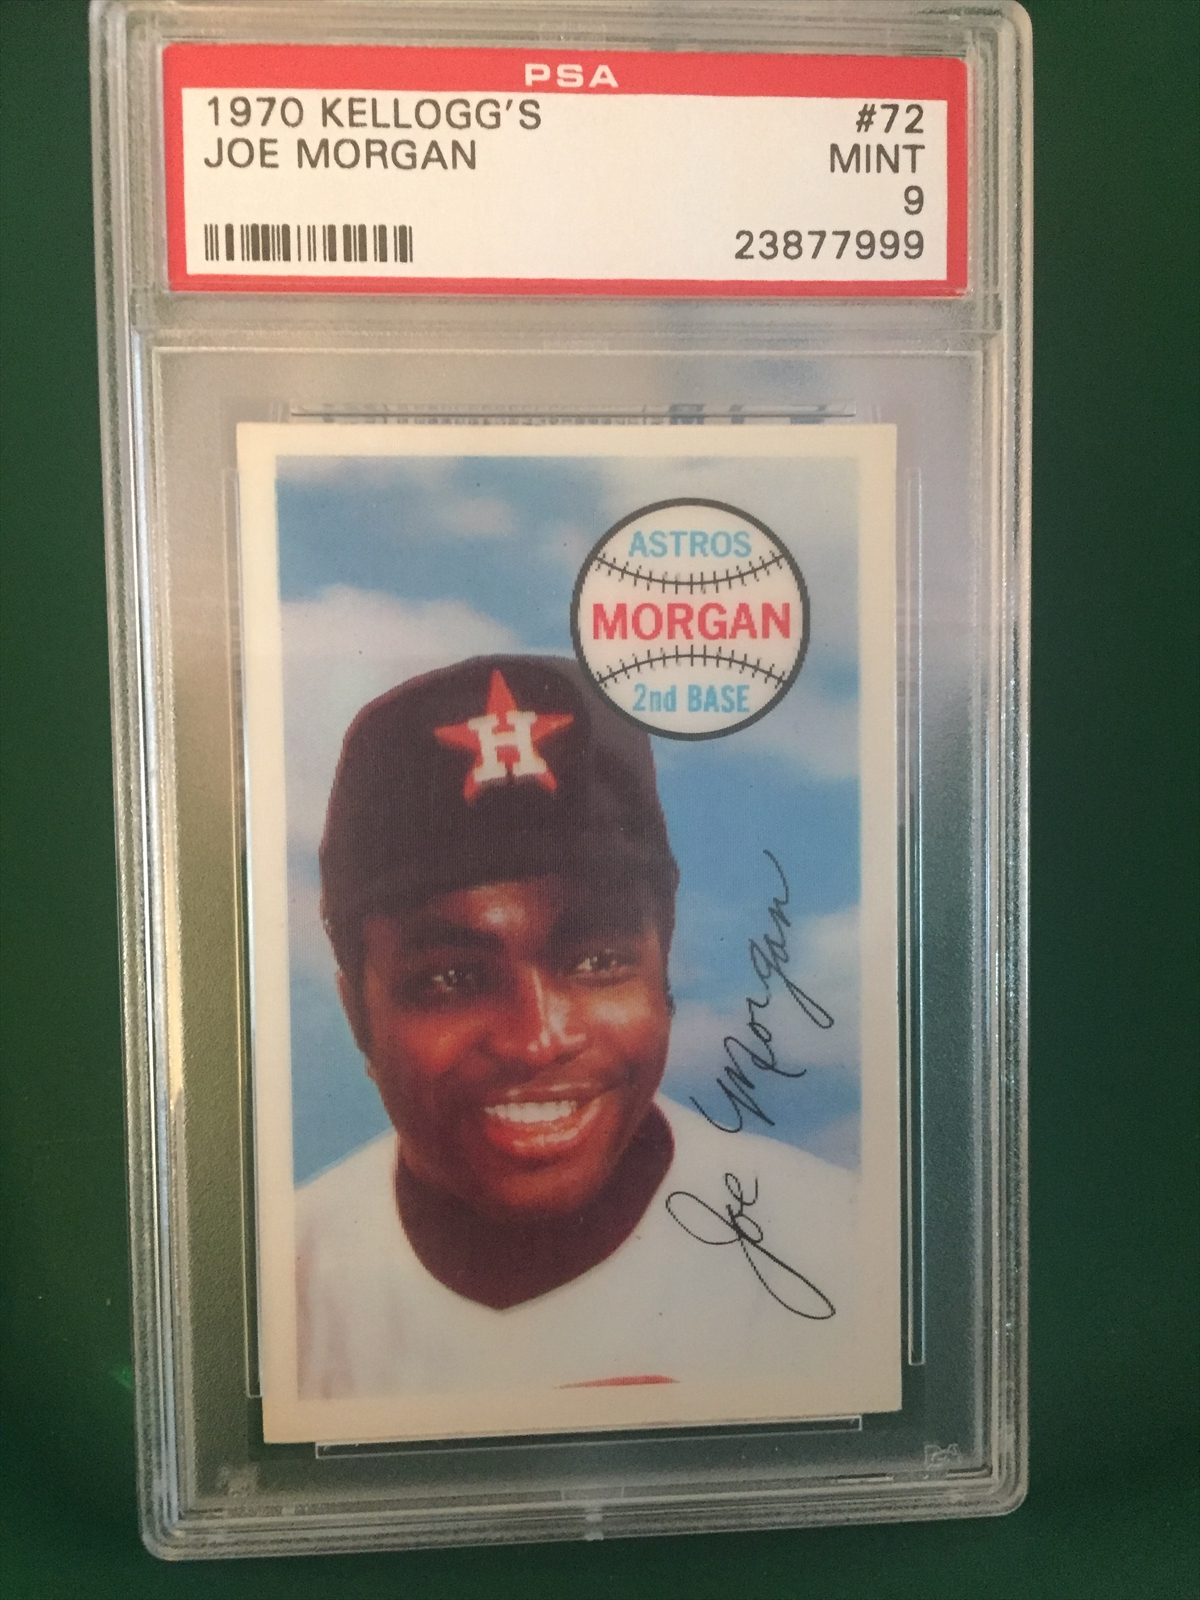 PSA
1970 KELLOGG'S #72
JOE MORGAN MINT
9
23877999
ASTROS
MORGAN
2nd BASE
H
Joe Morgan